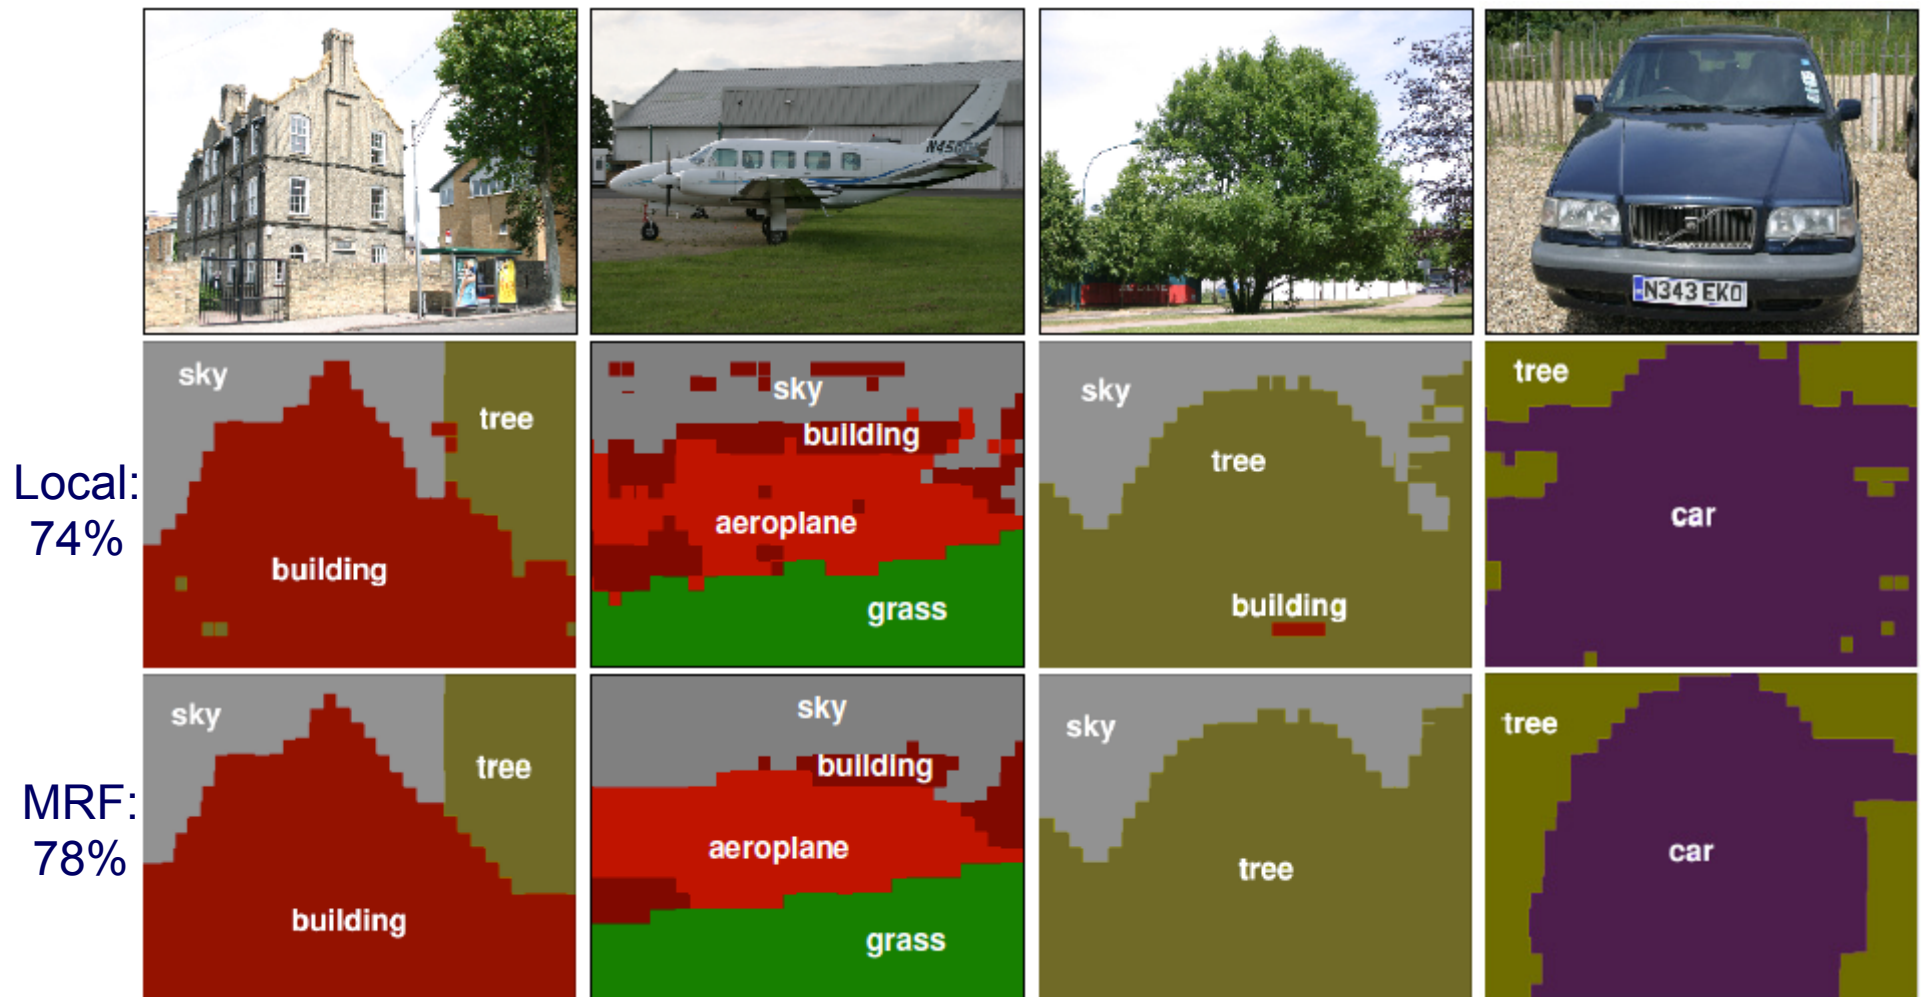 N45
N343 EKO
Local:
74%
sky
tree
building
sky
building
aeroplane
grass
sky
tree
building
tree
car
MRF:
78%
sky
tree
building
sky
building
aeroplane
grass
sky
tree
tree
car